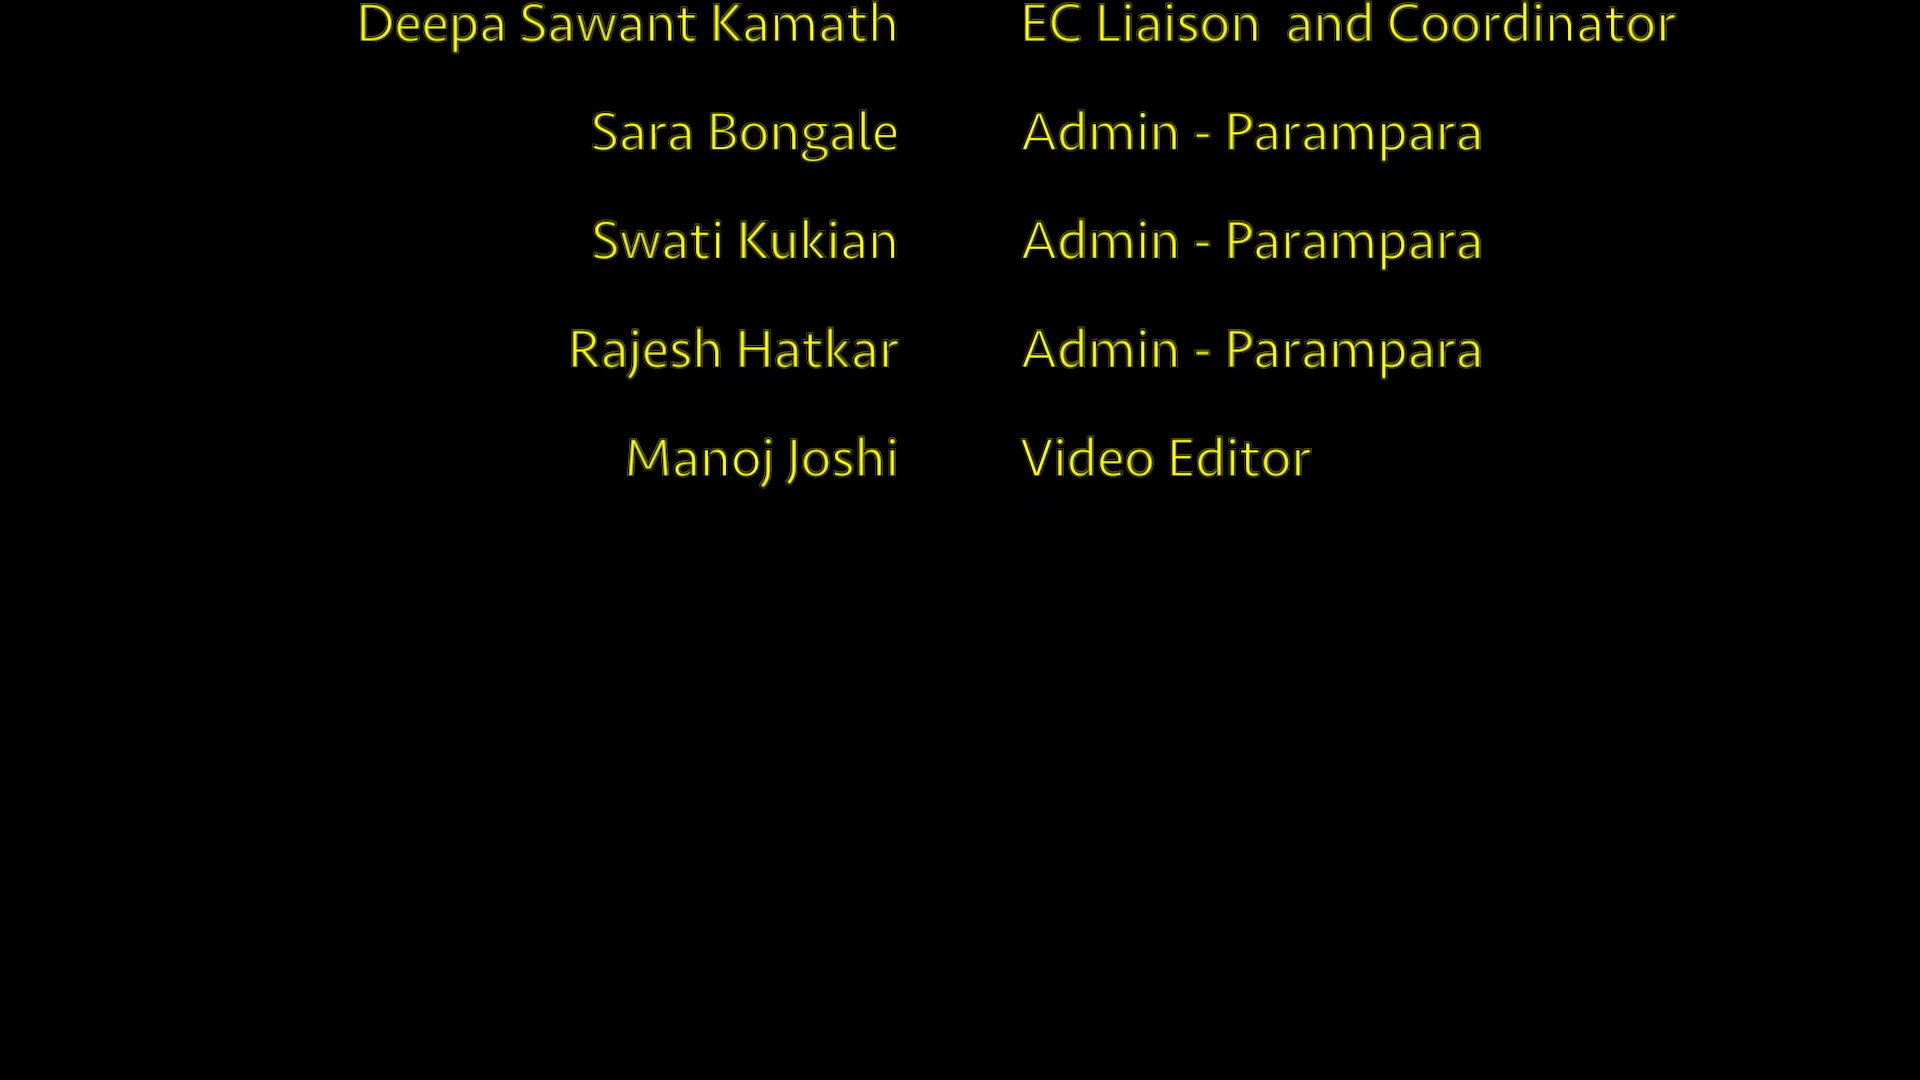 Deepa Sawant Kamath EC Liaison and Coordinator
Sara Bongale Admin - Parampara
Swati Kukian Admin - Parampara
Rajesh Hatkar Admin - Parampara
Manoj Joshi Video Editor